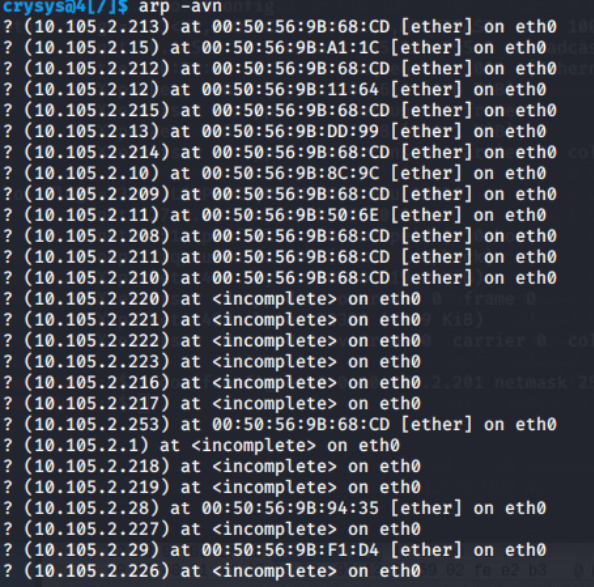 crysys@4[/]$ arp -avn
? (10.105.2.213) at 00:50:56:9B:68:CD [ether] on eth0
? (10.105.2.15) at 00:50:56:9B:A1:1C [ether] on eth0
? (10.105.2.212) at 00:50:56:9B:68:CD [ether] on eth0
? (10.105.2.12) at 00:50:56:9B:11:64 [ether] on eth0
? (10.105.2.215) at 00:50:56:9B:68:CD [ether] on eth0
? (10.105.2.13) at 00:50:56:9B:DD:99 [ether] on eth0
? (10.105.2.214) at 00:50:56:9B:68:CD [ether] on eth0
? (10.105.2.10) at 00:50:56:9B:8C:9C [ether] on eth0
? (10.105.2.209) at 00:50:56:9B:68:CD [ether] on eth0
? (10.105.2.11) at 00:50:56:9B:50:6E [ether] on eth0
? (10.105.2.208) at 00:50:56:9B:68:CD [ether] on eth0
? (10.105.2.211) at 00:50:56:9B:68:CD [ether] on eth0
? (10.105.2.210) at 00:50:56:9B:68:CD [ether] on eth0
? (10.105.2.220) at <incomplete> on eth0
? (10.105.2.221) at <incomplete> on eth0
? (10.105.2.222) at <incomplete> on eth0
? (10.105.2.223) at <incomplete> on eth0
? (10.105.2.216) at <incomplete> on eth0
? (10.105.2.217) at <incomplete> on eth0
? (10.105.2.253) at 00:50:56:9B:68:CD [ether] on eth0
? (10.105.2.1) at <incomplete> on eth0
? (10.105.2.218) at <incomplete> on eth0
? (10.105.2.219) at <incomplete> on eth0
? (10.105.2.28) at 00:50:56:9B:94:35 [ether] on eth0
? (10.105.2.227) at <incomplete> on eth0
? (10.105.2.29) at 00:50:56:9B:F1:D4 [ether] on eth0
? (10.105.2.226) at <incomplete> on eth0